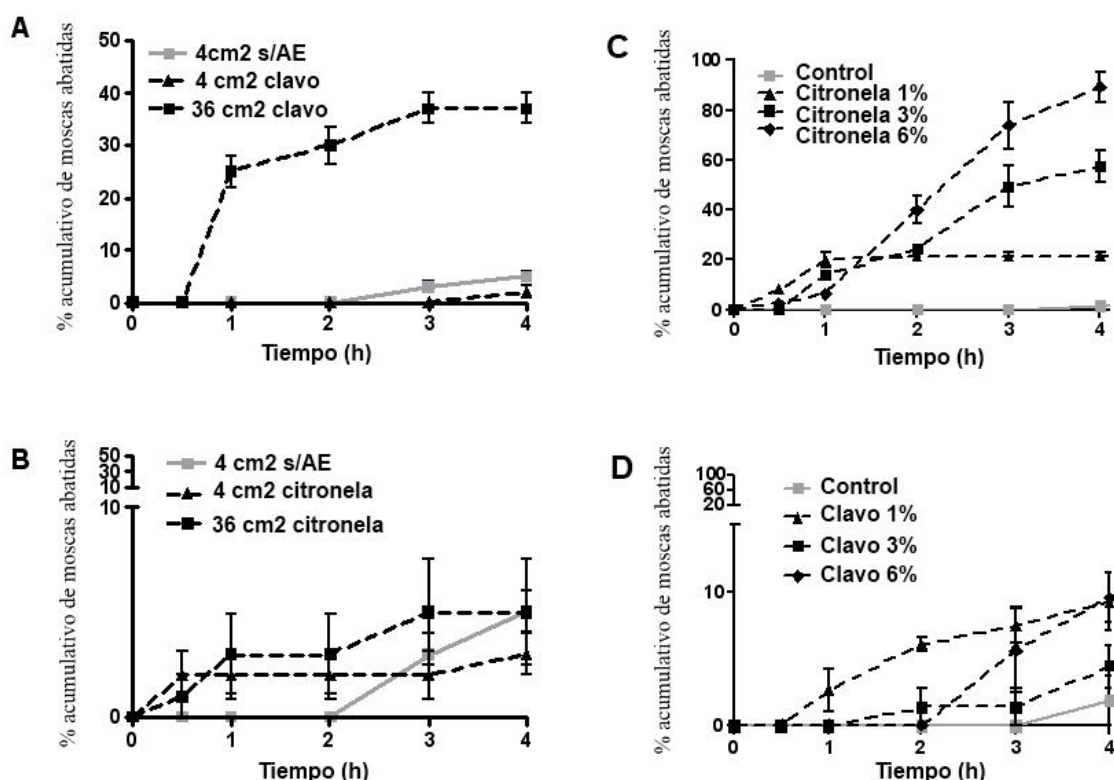 A
% acumulativo de moscas abatidas
50
40
30
20
10
0
4cm2 s/AE
4 cm2 clavo
36 cm2 clavo
0 1 2 3 4
Tiempo (h)
C
% acumulativo de moscas abatidas
100
80
60
40
20
0
Control
Citronela 1%
Citronela 3%
Citronela 6%
0 1 2 3 4
Tiempo (h)
B
% acumulativo de moscas abatidas
50
30
10
10
0
4 cm2 s/AE
4 cm2 citronela
36 cm2 citronela
0 1 2 3 4
Tiempo (h)
D
% acumulativo de moscas abatidas
100
60
20
10
0
Control
Clavo 1%
Clavo 3%
Clavo 6%
0 1 2 3 4
Tiempo (h)